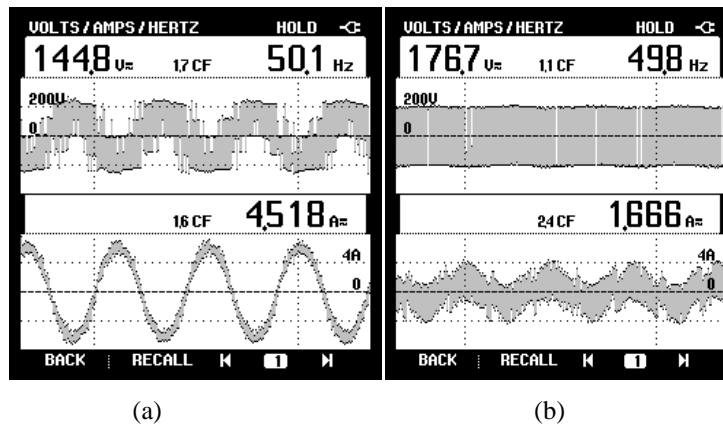 VOLTS/AMPS/HERTZ HOLD
144.8 V≂ 1,7 CF 50.1 Hz
200V
0
1,6 CF 4.518 A≂
4A
0
BACK RECALL 1
(a)
VOLTS/AMPS/HERTZ HOLD
176.7 V≂ 1,1 CF 49.8 Hz
200V
0
2,4 CF 1.666 A≂
4A
0
BACK RECALL 1
(b)